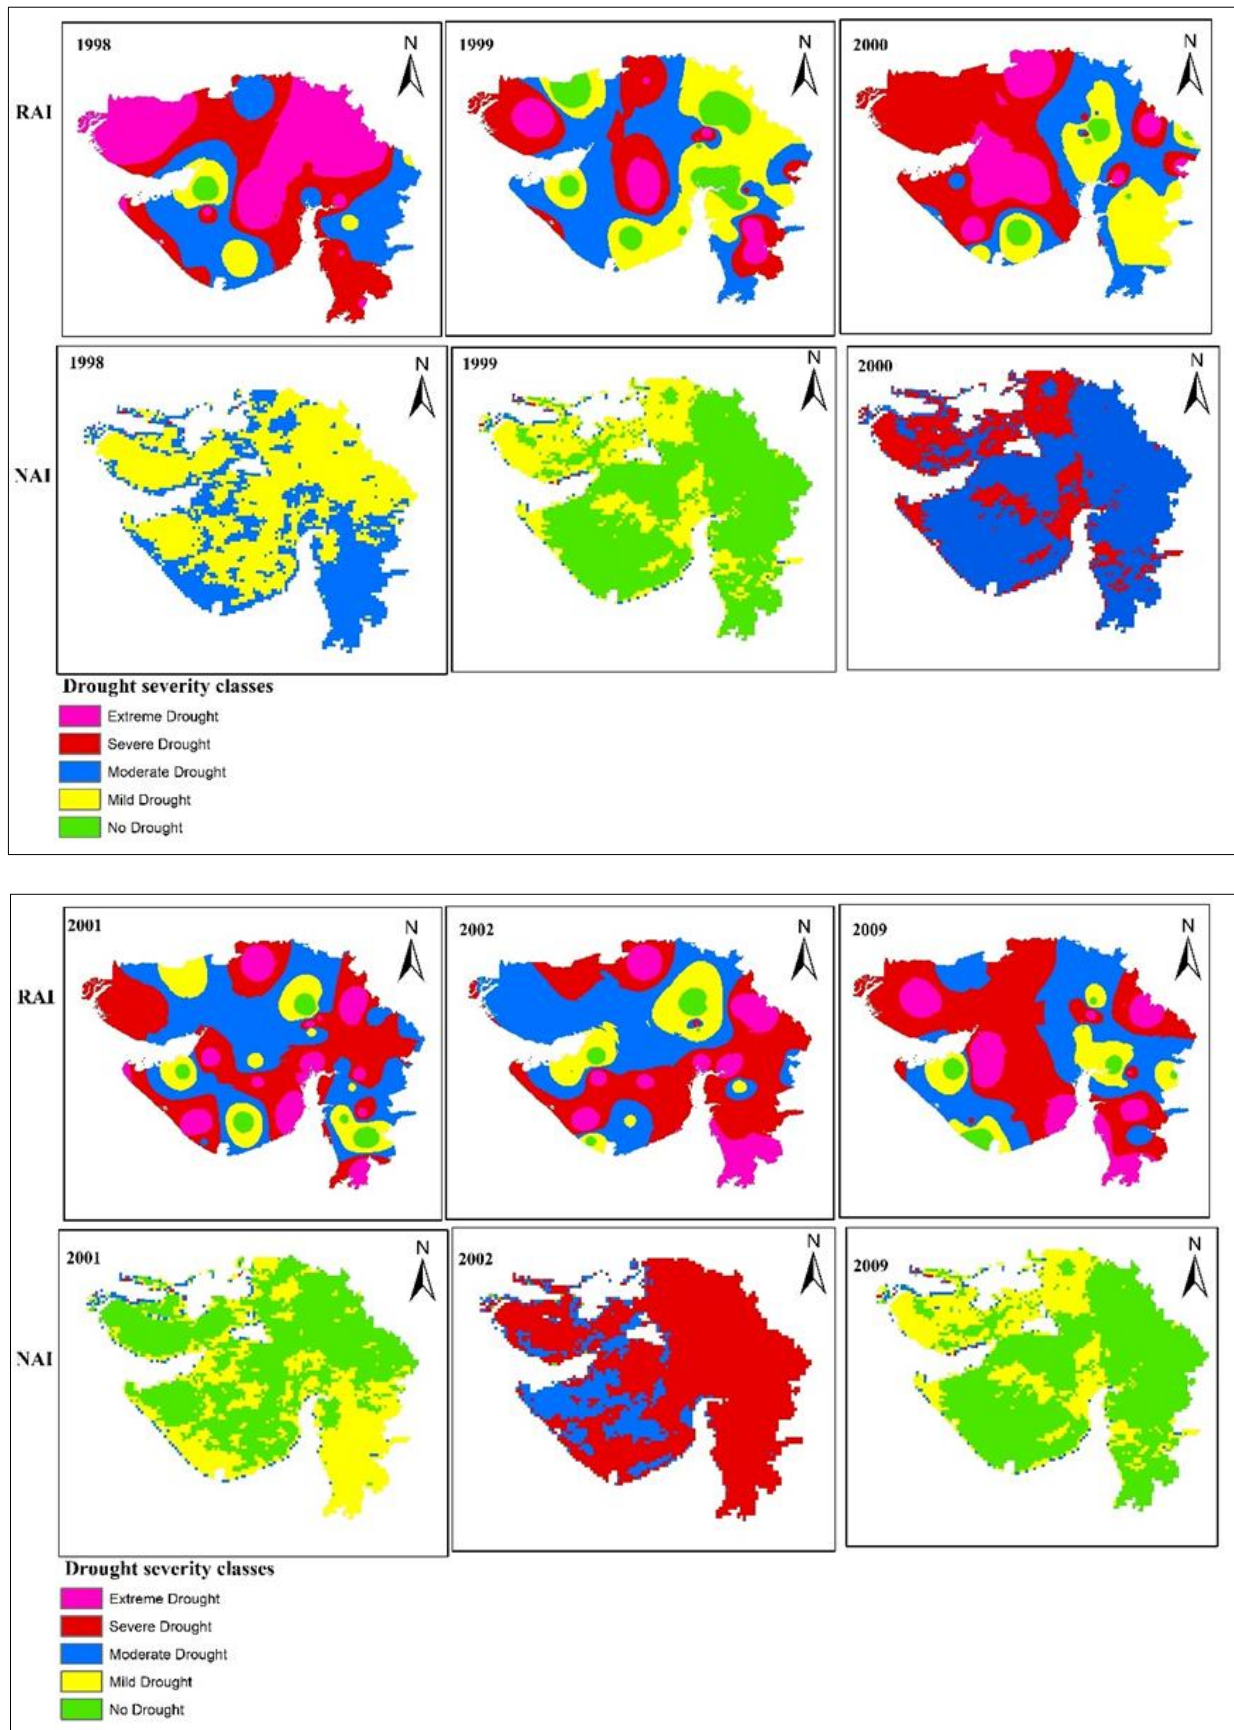 1998
N
1999
N
2000
N
RAI
1998
N
1999
N
2000
N
NAI
Drought severity classes
Extreme Drought
Severe Drought
Moderate Drought
Mild Drought
No Drought
2001
N
2002
N
2009
N
RAI
2001
N
2002
N
2009
N
NAI
Drought severity classes
Extreme Drought
Severe Drought
Moderate Drought
Mild Drought
No Drought